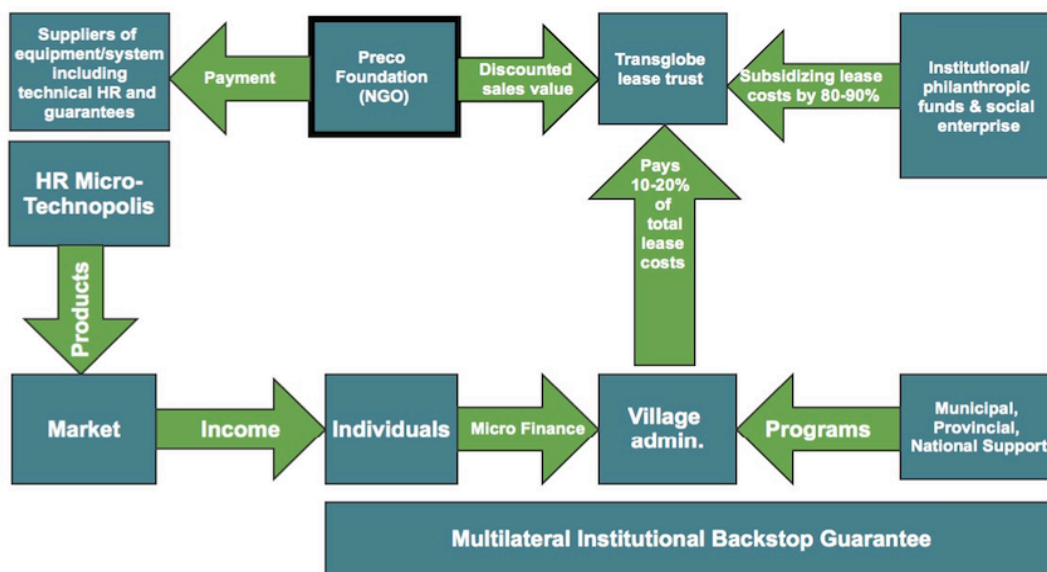 Suppliers of
equipment/system
including
technical HR and
guarantees
Payment
Preco
Foundation
(NGO)
Discounted
sales value
Transglobe
lease trust
Subsidizing lease
costs by 80-90%
Institutional/
philanthropic
funds & social
enterprise
HR Micro-
Technopolis
Pays
10-20%
of
total
lease
costs
Products
Market
Income
Individuals
Micro Finance
Village
admin.
Programs
Municipal,
Provincial,
National Support
Multilateral Institutional Backstop Guarantee